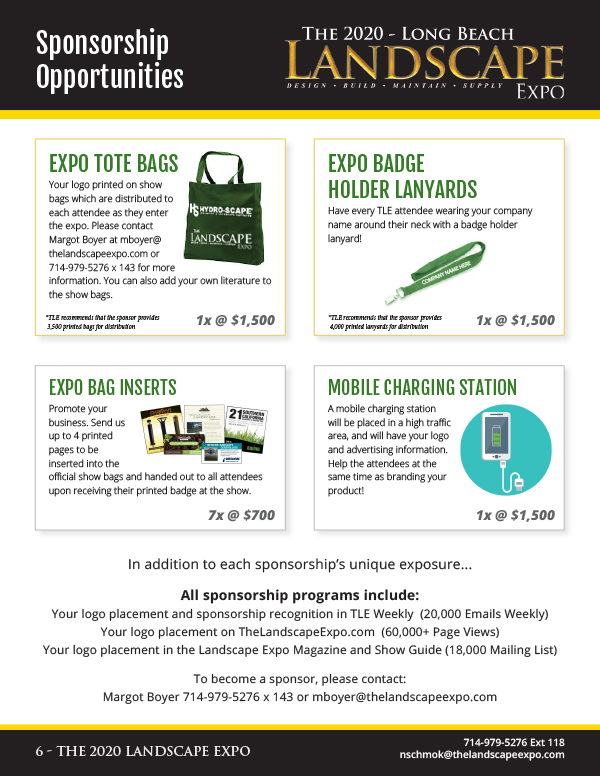 Sponsorship
Opportunities
THE 2020 - LONG BEACH
LANDSCAPE
DESIGN • BUILD • MAINTAIN • SUPPLY
EXPO
EXPO TOTE BAGS
Your logo printed on show
bags which are distributed to
each attendee as they enter
the expo. Please contact
Margot Boyer at mboyer@
thelandscapeexpo.com or
714-979-5276 x 143 for more
information. You can also add your own literature to
the show bags.
HYDRO-SCAPE
THE
LANDSCAPE
EXPO
*TLE recommends that the sponsor provides
3,500 printed bags for distribution
1x @ $1,500
EXPO BADGE
HOLDER LANYARDS
Have every TLE attendee wearing your company
name around their neck with a badge holder
lanyard!
COMPANY NAME HERE
*TLE recommends that the sponsor provides
4,000 printed lanyards for distribution
1x @ $1,500
EXPO BAG INSERTS
Promote your
business. Send us
up to 4 printed
pages to be
inserted into the
official show bags and handed out to all attendees
upon receiving their printed badge at the show.
21
SOUTHERN
CALIFORNIA
7x @ $700
MOBILE CHARGING STATION
A mobile charging station
will be placed in a high traffic
area, and will have your logo
and advertising information.
Help the attendees at the
same time as branding your
product!
1x @ $1,500
In addition to each sponsorship's unique exposure...
All sponsorship programs include:
Your logo placement and sponsorship recognition in TLE Weekly (20,000 Emails Weekly)
Your logo placement on TheLandscapeExpo.com (60,000+ Page Views)
Your logo placement in the Landscape Expo Magazine and Show Guide (18,000 Mailing List)
To become a sponsor, please contact:
Margot Boyer 714-979-5276 x 143 or mboyer@thelandscapeexpo.com
6 - THE 2020 LANDSCAPE EXPO
714-979-5276 Ext 118
nschmok@thelandscapeexpo.com